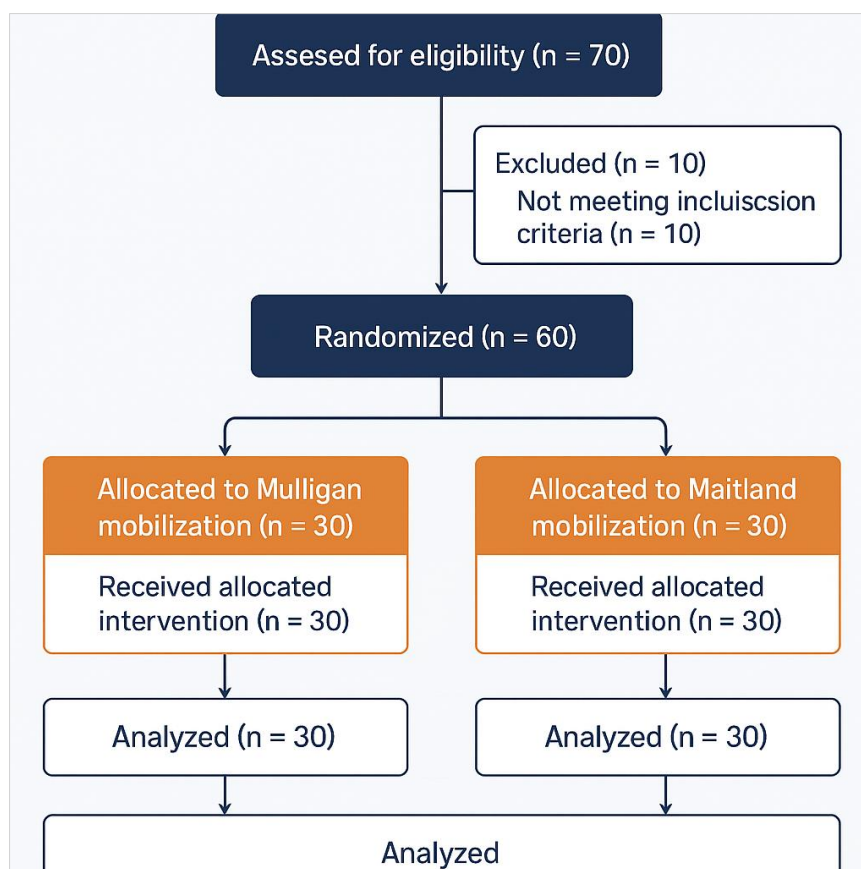 Assesed for eligibility (n = 70)
Excluded (n = 10)
Not meeting incluiscsion
criteria (n = 10)
Randomized (n = 60)
Allocated to Mulligan
mobilization (n = 30)
Received allocated
intervention (n = 30)
Allocated to Maitland
mobilization (n = 30)
Received allocated
intervention (n = 30)
Analyzed (n = 30)
Analyzed (n = 30)
Analyzed